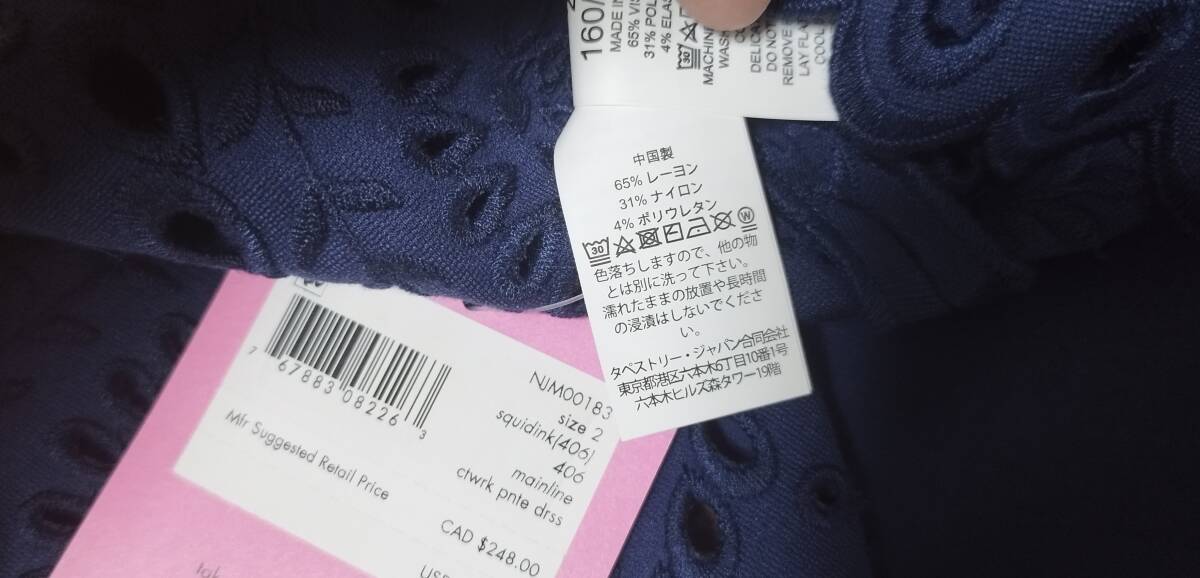 160/
MADE IN
65% VIS
31% POL
4% ELAS
30
MACHIN
WASH
DELICA
DO NOT
REMOVE
LAY FLA
COOL
中国製
65% レーヨン
31% ナイロン
4% ポリウレタン
30
W
色落ちしますので、他の物
とは別に洗って下さい。
濡れたままの放置や長時間
の浸漬はしないでくださ
い。
タペストリー・ジャパン合同会社
東京都港区六本木6丁目10番1号
六本木ヒルズ森タワー19階
7 67883 08226 3
NJM00183
size 2
squidink(406)
406
mainline
ctwrk pnte drss
Mfr Suggested Retail Price
CAD $248.00